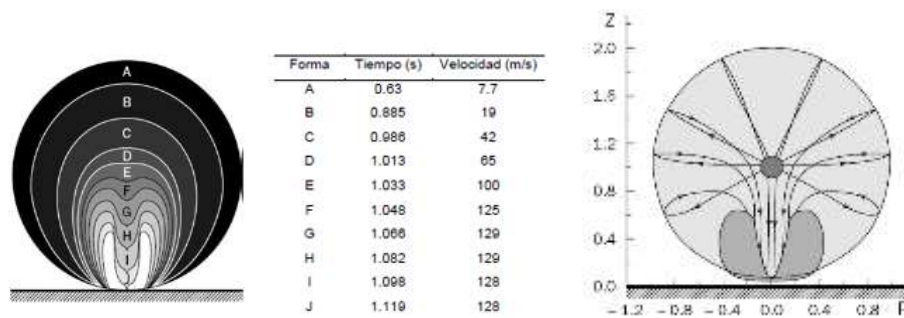 A
B
C
D
E
F
G
H
I
J
Forma Tiempo (s) Velocidad (m/s)
A 0.63 7.7
B 0.885 19
C 0.986 42
D 1.013 65
E 1.033 100
F 1.048 125
G 1.066 129
H 1.082 129
I 1.098 128
J 1.119 128
Z
2.0
1.6
1.2
0.8
0.4
0.0
-1.2 -0.8 -0.4 0.0 0.4 0.8